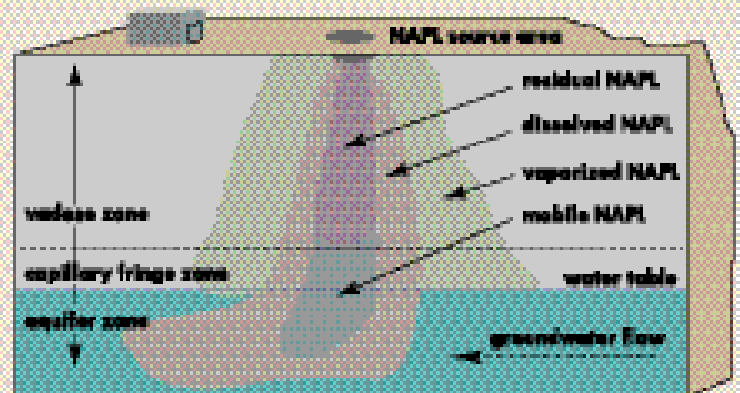 NAPL source area
residual NAPL
dissolved NAPL
vaporized NAPL
vadose zone
mobile NAPL
capillary fringe zone
water table
aquifer zone
groundwater flow